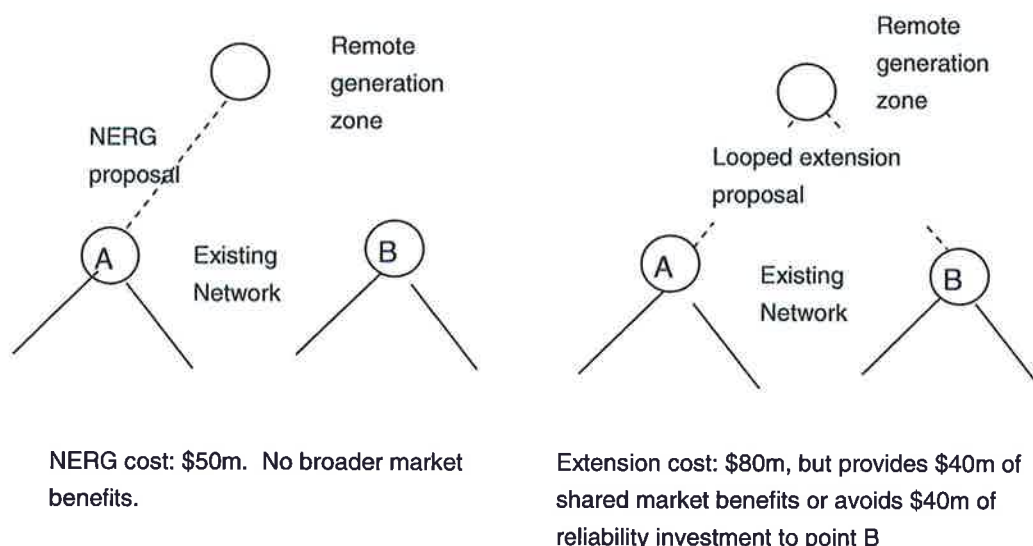 Remote
generation
zone
NERG
proposal
A
Existing
Network
B
NERG cost: $50m. No broader market
benefits.
Remote
generation
zone
Looped extension
proposal
A
Existing
Network
B
Extension cost: $80m, but provides $40m of
shared market benefits or avoids $40m of
reliability investment to point B